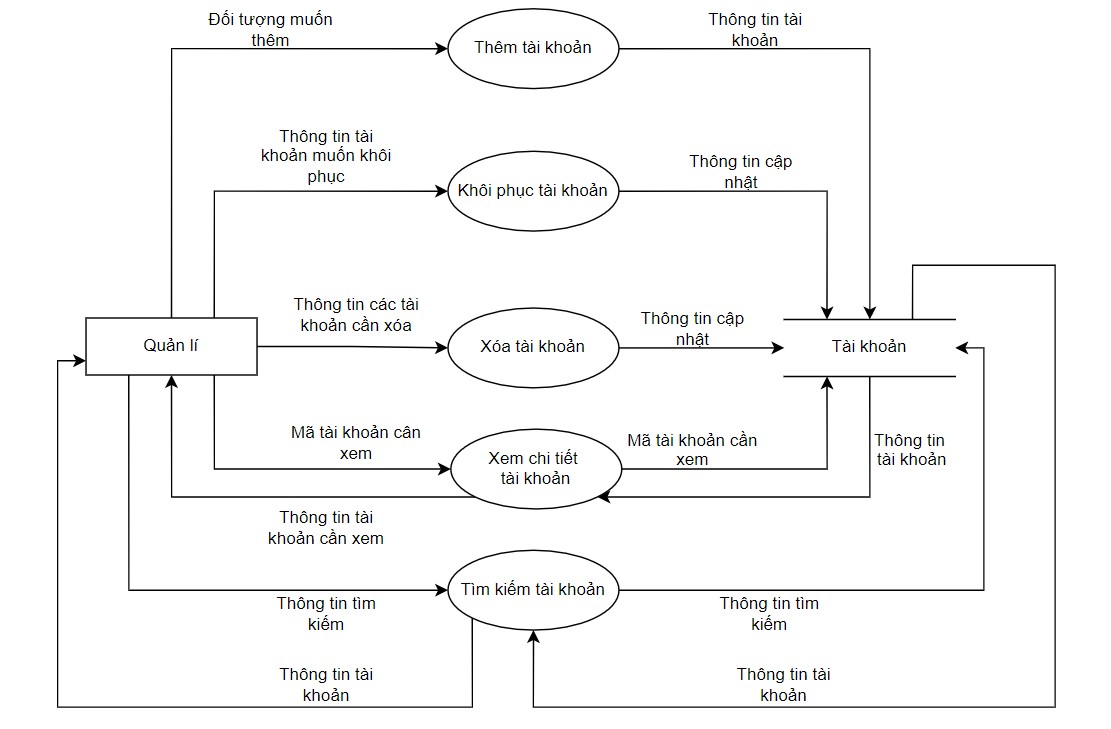 Đối tượng muốn
thêm
Thêm tài khoản
Thông tin tài
khoản
Thông tin tài
khoản muốn khôi
phục
Khôi phục tài khoản
Thông tin cập
nhật
Thông tin các tài
khoản cần xóa
Quản lí
Xóa tài khoản
Thông tin cập
nhật
Tài khoản
Mã tài khoản cân
xem
Xem chi tiết
tài khoản
Mã tài khoản cần
xem
Thông tin
tài khoản
Thông tin tài
khoản cần xem
Tìm kiếm tài khoản
Thông tin tìm
kiếm
Thông tin tìm
kiếm
Thông tin tài
khoản
Thông tin tài
khoản